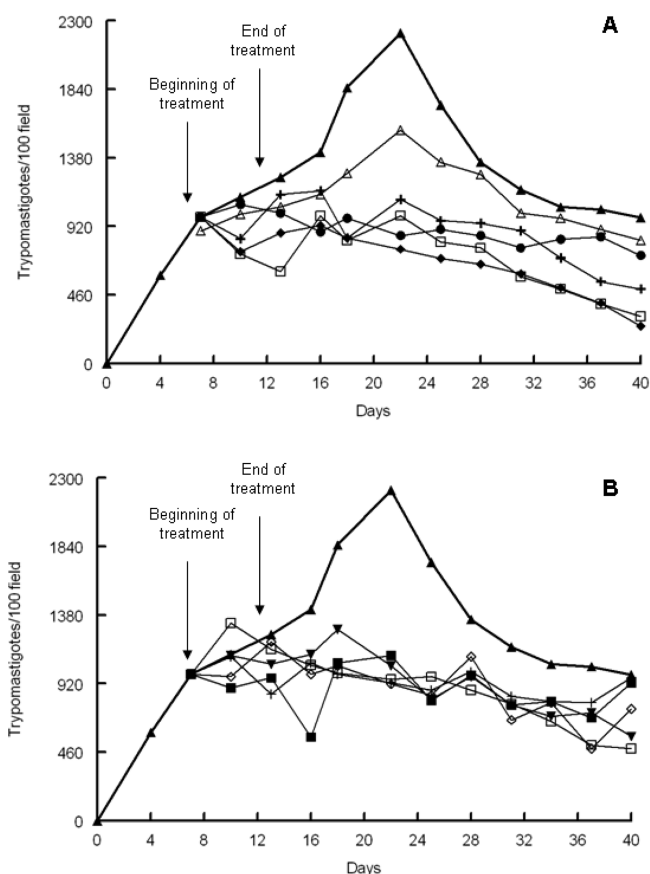 A
End of
treatment
Beginning of
treatment
Trypomastigotes/100 field
2300
1840
1380
920
460
0
0 4 8 12 16 20 24 28 32 36 40
Days
B
End of
treatment
Beginning of
treatment
Trypomastigotes/100 field
2300
1840
1380
920
460
0
0 4 8 12 16 20 24 28 32 36 40
Days